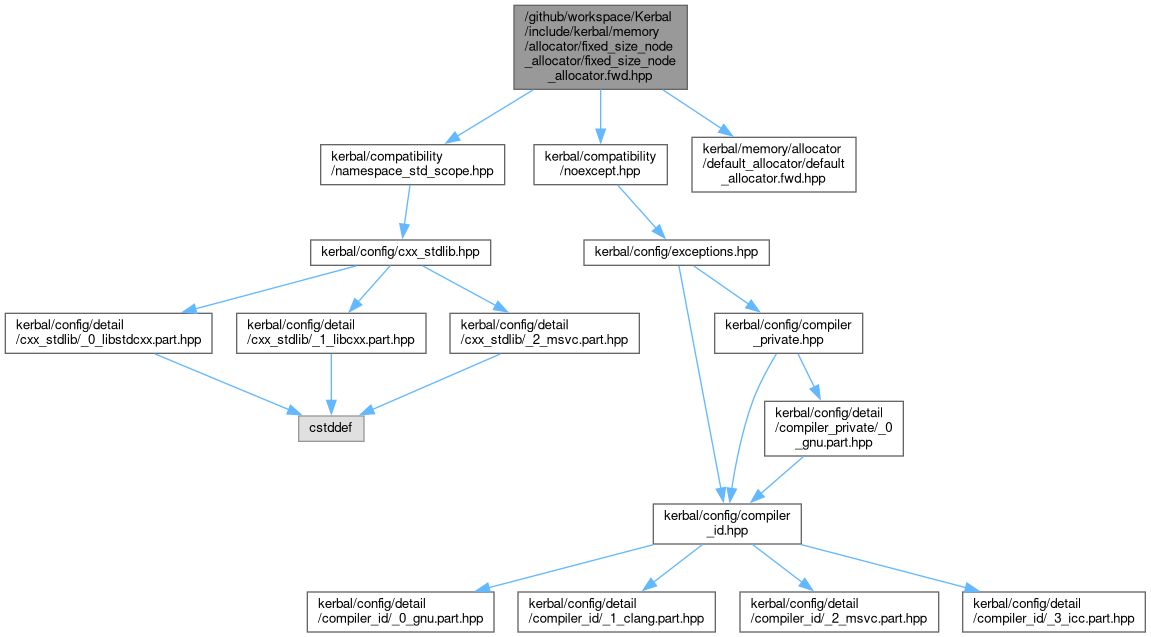 /github/workspace/Kerbal
/include/kerbal/memory
/allocator/fixed_size_node
_allocator/fixed_size_node
_allocator.fwd.hpp
kerbal/compatibility
/namespace_std_scope.hpp
kerbal/compatibility
/noexcept.hpp
kerbal/memory/allocator
/default_allocator/default
_allocator.fwd.hpp
kerbal/config/cxx_stdlib.hpp
kerbal/config/exceptions.hpp
kerbal/config/detail
/cxx_stdlib/_0_libstdcxx.part.hpp
kerbal/config/detail
/cxx_stdlib/_1_libcxx.part.hpp
kerbal/config/detail
/cxx_stdlib/_2_msvc.part.hpp
kerbal/config/compiler
_private.hpp
cstddef
kerbal/config/detail
/compiler_private/_0
_gnu.part.hpp
kerbal/config/compiler
_id.hpp
kerbal/config/detail
/compiler_id/_0_gnu.part.hpp
kerbal/config/detail
/compiler_id/_1_clang.part.hpp
kerbal/config/detail
/compiler_id/_2_msvc.part.hpp
kerbal/config/detail
/compiler_id/_3_icc.part.hpp